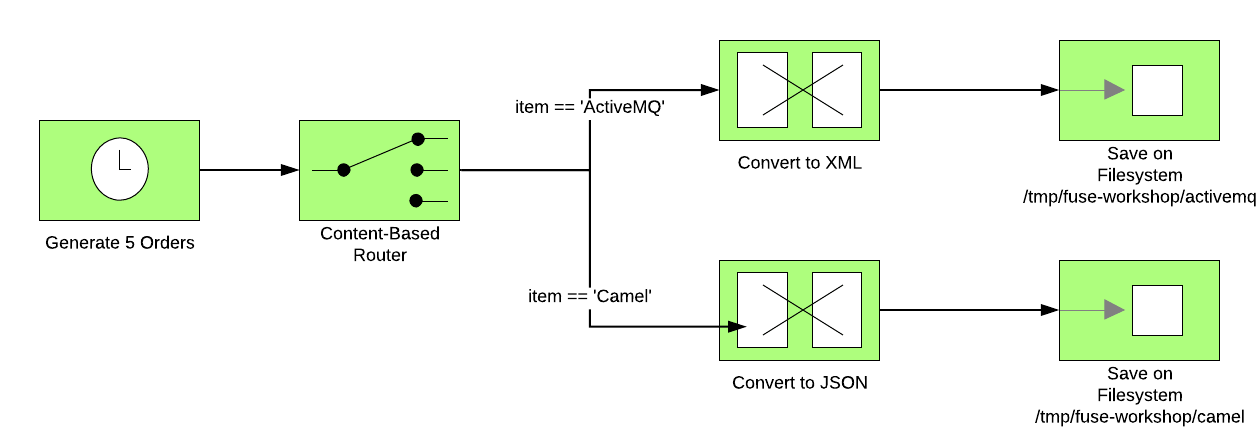 item == 'ActiveMQ'
Convert to XML
Save on
Filesystem
/tmp/fuse-workshop/activemq
Generate 5 Orders
Content-Based
Router
item == 'Camel'
Convert to JSON
Save on
Filesystem
/tmp/fuse-workshop/camel